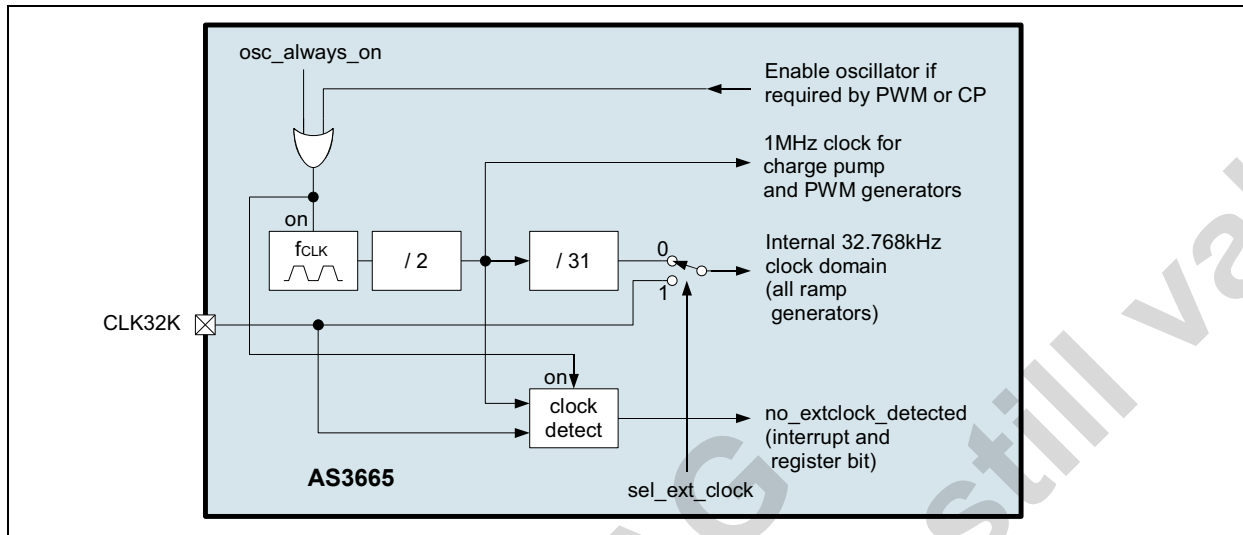 osc_always_on
Enable oscillator if
required by PWM or CP
1MHz clock for
charge pump
and PWM generators
on
fCLK
/ 2
/ 31
0
1
Internal 32.768kHz
clock domain
(all ramp
generators)
CLK32K
on
clock
detect
no_extclock_detected
(interrupt and
register bit)
AS3665
sel_ext_clock
G
still va